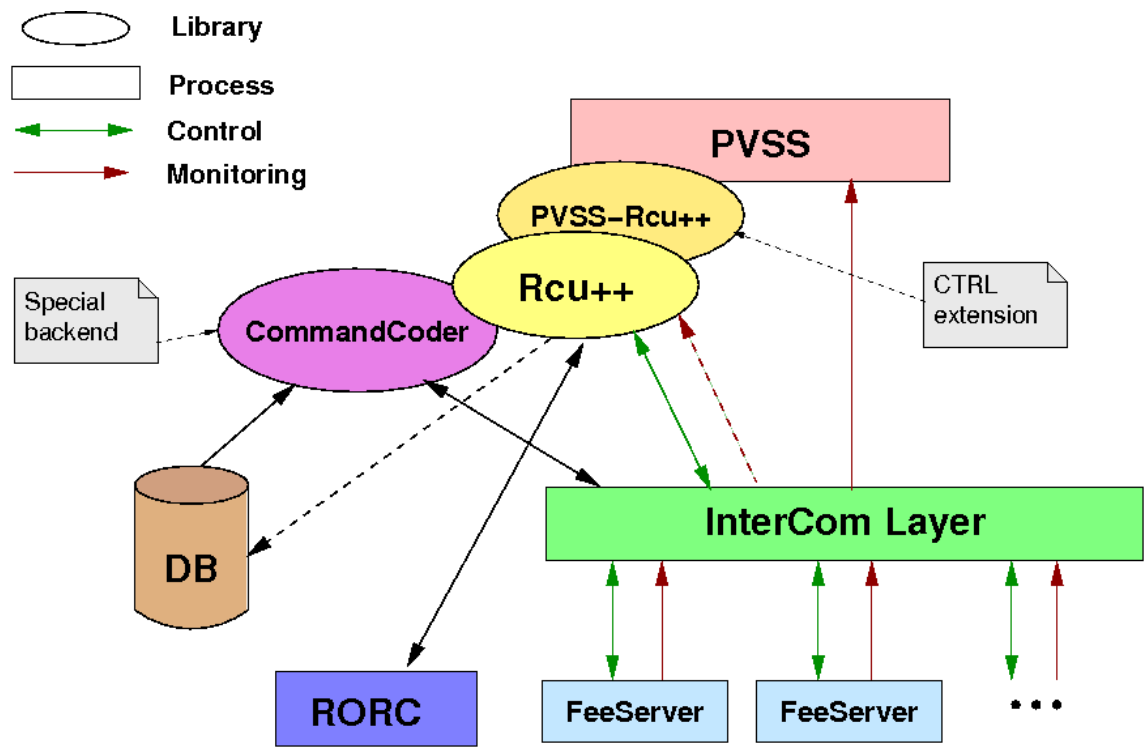 Library
Process
Control
Monitoring
PVSS
PVSS-Rcu++
Rcu++
CTRL
extension
Special
backend
CommandCoder
InterCom Layer
DB
RORC
FeeServer
FeeServer
...